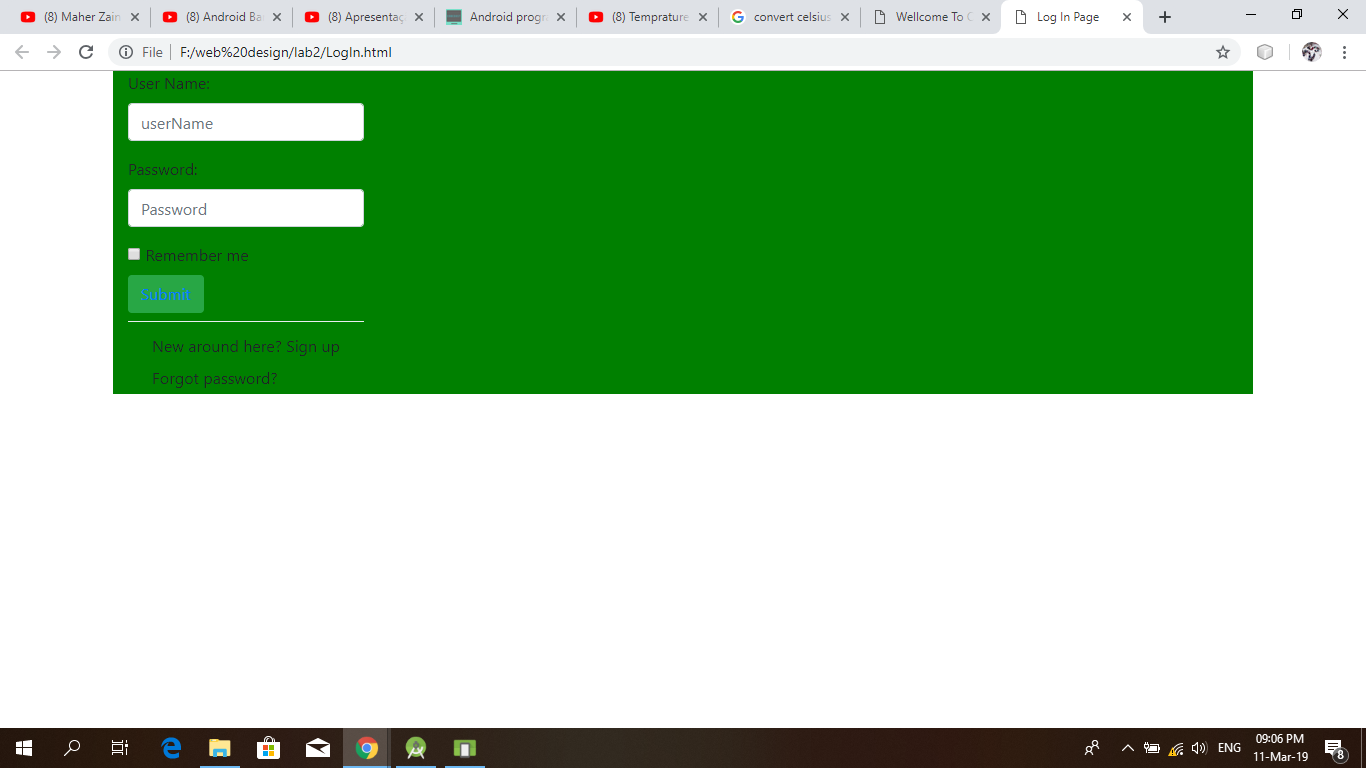 (8) Maher Zain
(8) Android Ba
(8) Apresentaç
Android progr
(8) Temprature
convert celsius
Wellcome To C
Log In Page
File
F:/web%20design/lab2/LogIn.html
User Name:
userName
Password:
Password
Remember me
Submit
New around here? Sign up
Forgot password?
ENG
09:06 PM
11-Mar-19
8